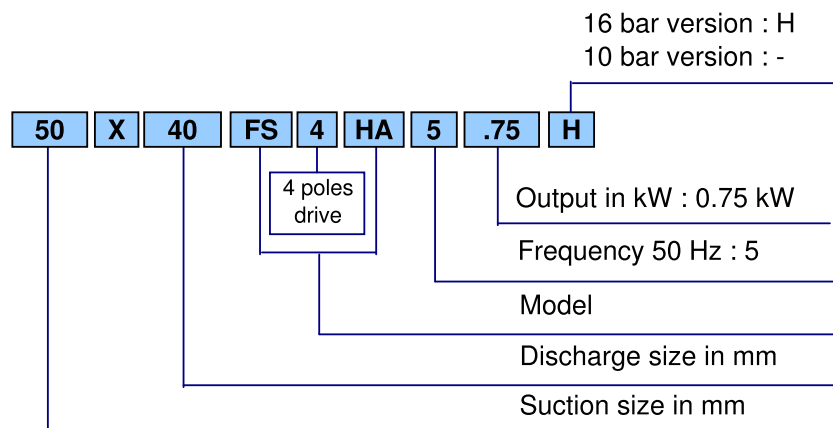 16 bar version : H
10 bar version : -
50 X 40 FS 4 HA 5 .75 H
4 poles
drive
Output in kW : 0.75 kW
Frequency 50 Hz : 5
Model
Discharge size in mm
Suction size in mm